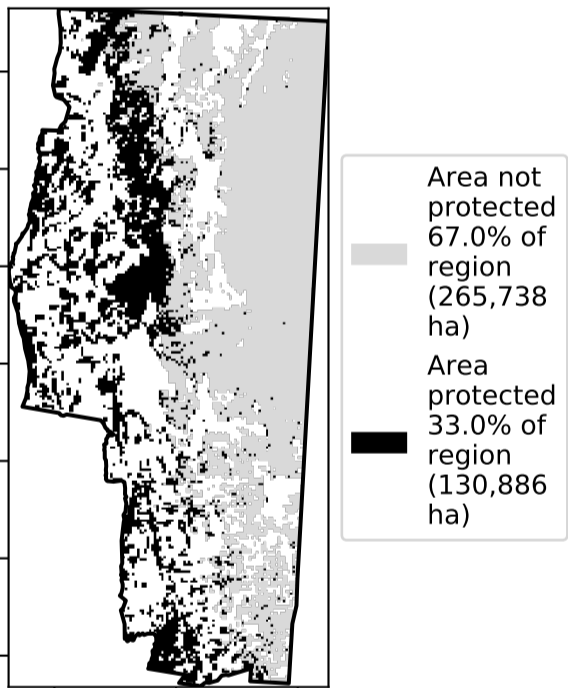 Area not
protected
67.0% of
region
(265,738
ha)
Area
protected
33.0% of
region
(130,886
ha)